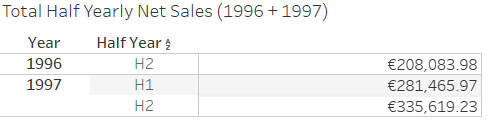 Total Half Yearly Net Sales (1996 + 1997)
Year Half Year
1996 H2 €208,083.98
1997 H1 €281,465.97
H2 €335,619.23